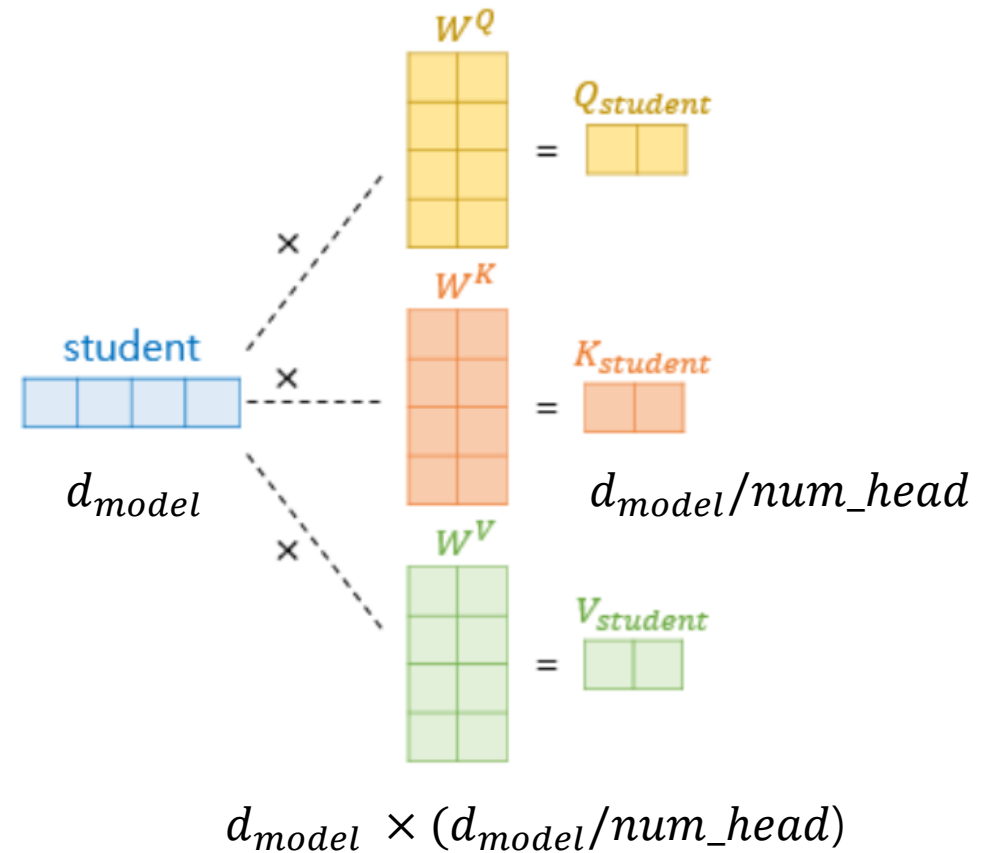 W^Q
Q_student
×
=
W^K
student
×
K_student
=
d_model
d_model/num_head
×
W^V
V_student
=
d_model × (d_model/num_head)